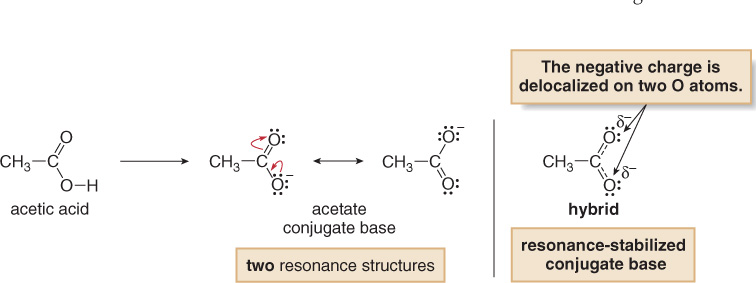 The negative charge is
delocalized on two O atoms.
O
CH3—C
O—H
acetic acid
O:
CH3—C
:O:–
acetate
conjugate base
:O:–
CH3—C
O:
two resonance structures
δ–
O:
CH3—C
O:
δ–
hybrid
resonance-stabilized
conjugate base